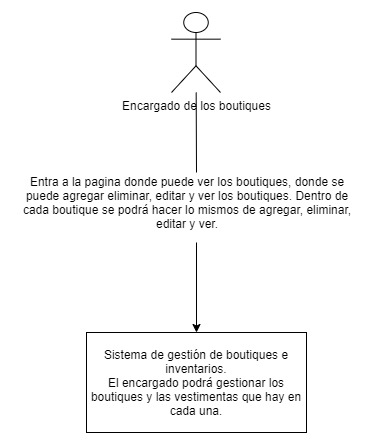 Encargado de los boutiques
Entra a la pagina donde puede ver los boutiques, donde se
puede agregar eliminar, editar y ver los boutiques. Dentro de
cada boutique se podrá hacer lo mismos de agregar, eliminar,
editar y ver.
Sistema de gestión de boutiques e
inventarios.
El encargado podrá gestionar los
boutiques y las vestimentas que hay en
cada una.